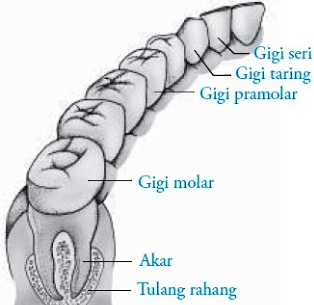 Gigi seri
Gigi taring
Gigi pramolar
Gigi molar
Akar
Tulang rahang